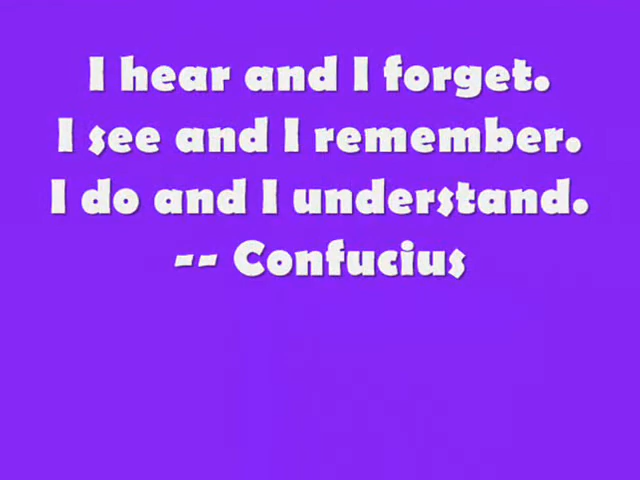 I hear and I forget.
I see and I remember.
I do and I understand.
-- Confucius